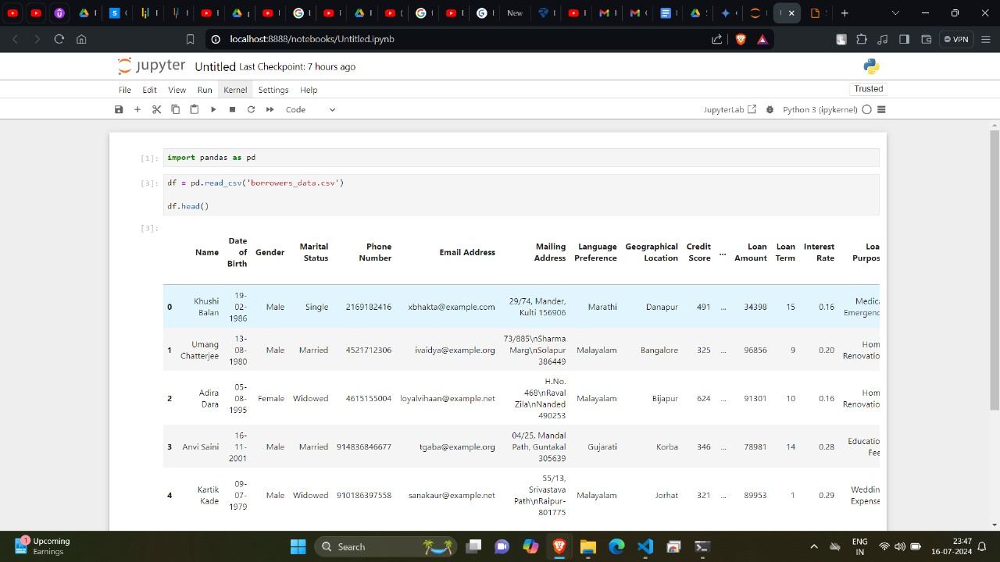 New
localhost:8888/notebooks/Untitled.ipynb
VPN
jupyter Untitled Last Checkpoint: 7 hours ago
File Edit View Run Kernel Settings Help
Trusted
Code
JupyterLab
Python 3 (ipykernel)
[1]: import pandas as pd
[3]: df = pd.read_csv('borrowers_data.csv')
df.head()
[3]:
Name Date of Birth Gender Marital Status Phone Number Email Address Mailing Address Language Preference Geographical Location Credit Score ... Loan Amount Loan Term Interest Rate Loa Purpos
0 Khushi Balan 19-02-1986 Male Single 2169182416 xbhakta@example.com 29/74, Mander, Kulti 156906 Marathi Danapur 491 ... 34398 15 0.16 Medica Emergenc
1 Umang Chatterjee 13-03-1980 Male Married 4521712306 ivaidya@example.org 73/885\nSharma Marg\nSolapur 386449 Malayalam Bangalore 325 ... 96856 9 0.20 Hom Renovatio
2 Adira Dara 05-08-1995 Female Widowed 4615155004 loyalvihaan@example.net H.No. 468\nRaval Zila\nNanded 490253 Malayalam Bijapur 624 ... 91301 10 0.16 Hom Renovatio
3 Anvi Saini 16-11-2001 Male Married 914836846677 tgaba@example.org 04/25, Mandal Path, Guntakal 305639 Gujarati Korba 346 ... 78981 14 0.28 Educatio Fee
4 Kartik Kade 09-07-1979 Male Widowed 910186397558 sanakaur@example.net 55/13, Srivastava Path\nRaipur-801775 Malayalam Jorhat 321 ... 89953 1 0.29 Weddin Expense
1
Upcoming
Earnings
Search
ENG
IN
23:47
16-07-2024